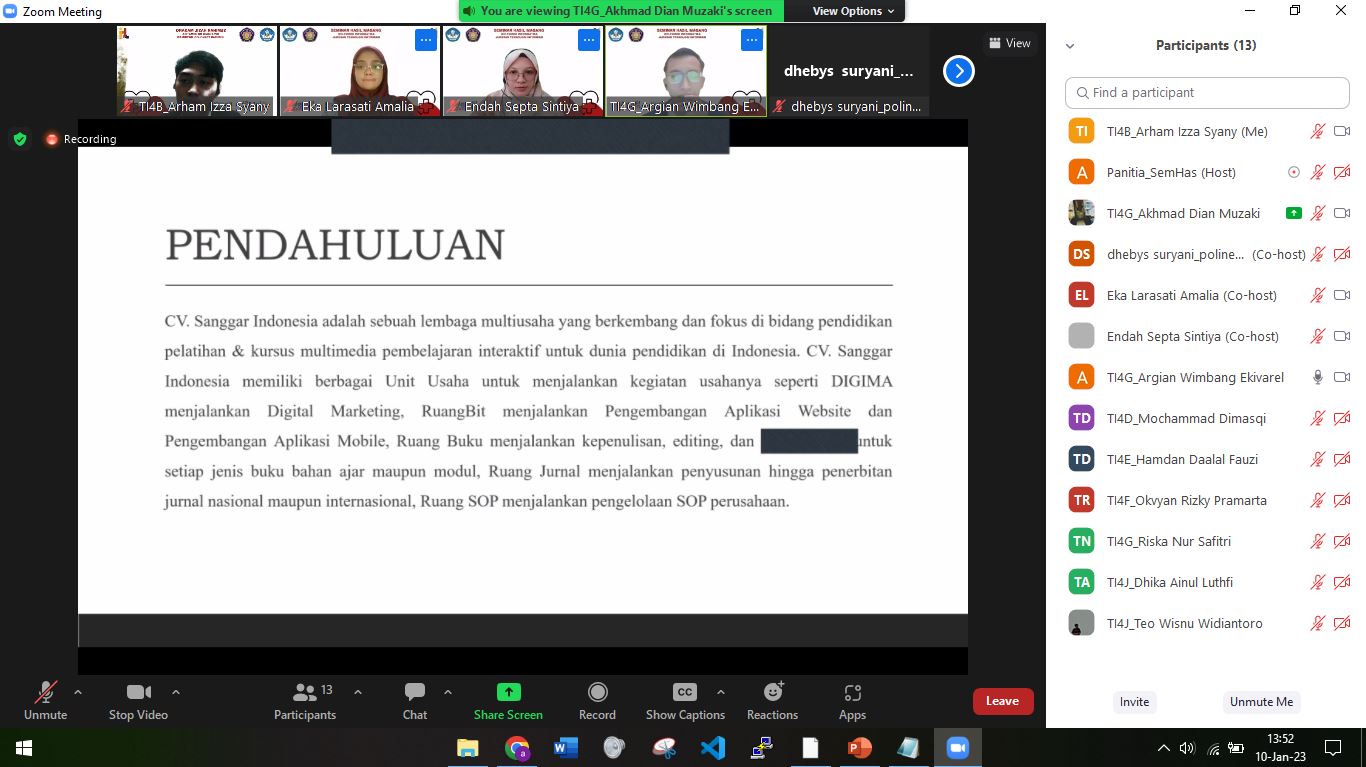 Zoom Meeting
You are viewing TI4G_Akhmad Dian Muzaki's screen
View Options
SEMINAR HASIL MAGANG
SEMINAR HASIL MAGANG
SEMINAR HASIL MAGANG
TI4B_Arham Izza Syany
Eka Larasati Amalia
Endah Septa Sintiya
TI4G_Argian Wimbang E...
dhebys suryani_...
dhebys suryani_polin...
View
Recording
PENDAHULUAN
CV. Sanggar Indonesia adalah sebuah lembaga multiusaha yang berkembang dan fokus di bidang pendidikan
pelatihan & kursus multimedia pembelajaran interaktif untuk dunia pendidikan di Indonesia. CV. Sanggar
Indonesia memiliki berbagai Unit Usaha untuk menjalankan kegiatan usahanya seperti DIGIMA
menjalankan Digital Marketing, RuangBit menjalankan Pengembangan Aplikasi Website dan
Pengembangan Aplikasi Mobile, Ruang Buku menjalankan kepenulisan, editing, dan untuk
setiap jenis buku bahan ajar maupun modul, Ruang Jurnal menjalankan penyusunan hingga penerbitan
jurnal nasional maupun internasional, Ruang SOP menjalankan pengelolaan SOP perusahaan.
Participants (13)
Find a participant
TI TI4B_Arham Izza Syany (Me)
A Panitia_SemHas (Host)
TI4G_Akhmad Dian Muzaki
DS dhebys suryani_poline... (Co-host)
EL Eka Larasati Amalia (Co-host)
Endah Septa Sintiya (Co-host)
A TI4G_Argian Wimbang Ekivarel
TD TI4D_Mochammad Dimasqi
TD TI4E_Hamdan Daalal Fauzi
TR TI4F_Okvyan Rizky Pramarta
TN TI4G_Riska Nur Safitri
TA TI4J_Dhika Ainul Luthfi
TI4J_Teo Wisnu Widiantoro
Invite
Unmute Me
Unmute
Stop Video
13
Participants
Chat
Share Screen
Record
CC
Show Captions
Reactions
Apps
Leave
13:52
10-Jan-23